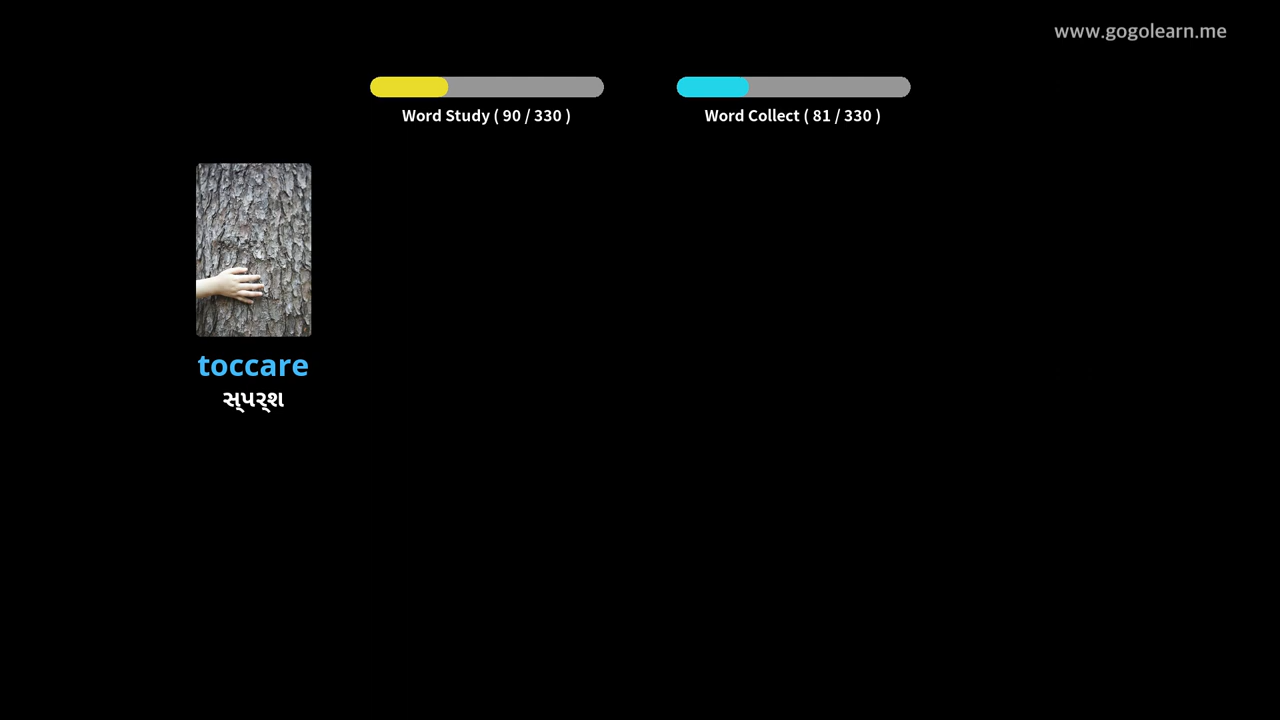 www.gogolearn.me
Word Study ( 90 / 330 )
Word Collect ( 81 / 330 )
toccare
સ્પર્શ